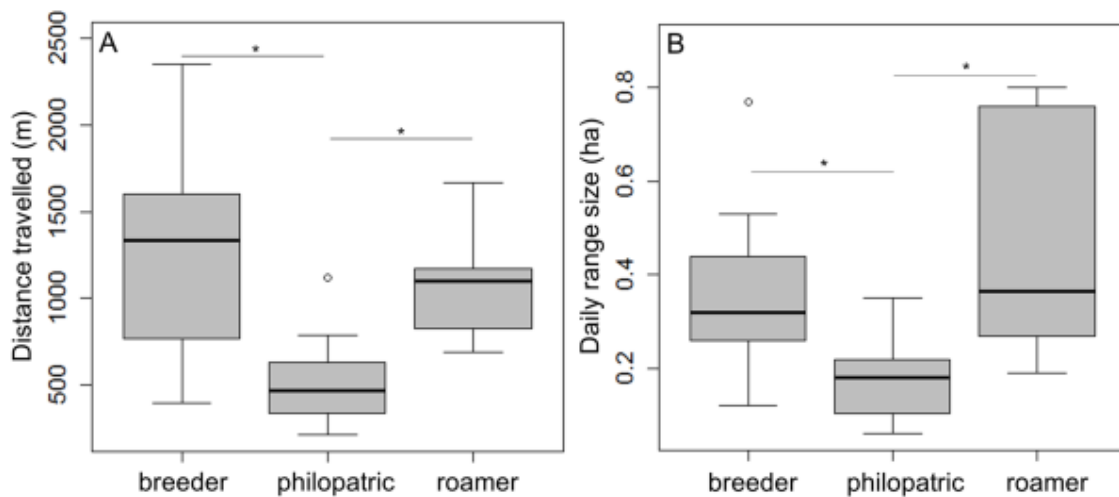 A
Distance travelled (m)
2500
2000
1500
1000
500
*
*
breeder
philopatric
roamer
B
Daily range size (ha)
0.8
0.6
0.4
0.2
*
*
breeder
philopatric
roamer